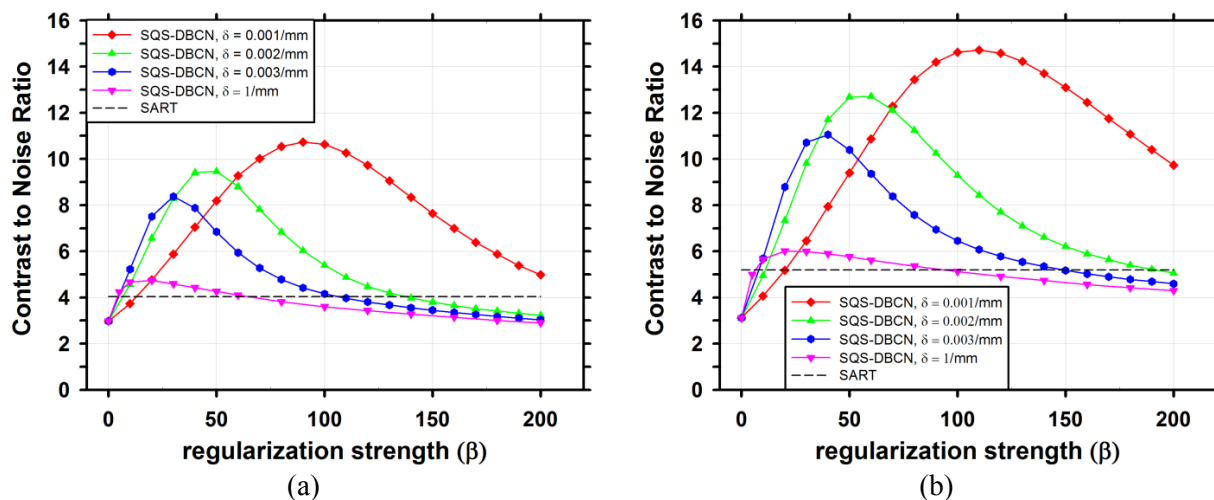 16
14
12
10
8
6
4
2
0
Contrast to Noise Ratio
SQS-DBCN, δ = 0.001/mm
SQS-DBCN, δ = 0.002/mm
SQS-DBCN, δ = 0.003/mm
SQS-DBCN, δ = 1/mm
SART
0 50 100 150 200
regularization strength (β)
(a)
16
14
12
10
8
6
4
2
0
Contrast to Noise Ratio
SQS-DBCN, δ = 0.001/mm
SQS-DBCN, δ = 0.002/mm
SQS-DBCN, δ = 0.003/mm
SQS-DBCN, δ = 1/mm
SART
0 50 100 150 200
regularization strength (β)
(b)